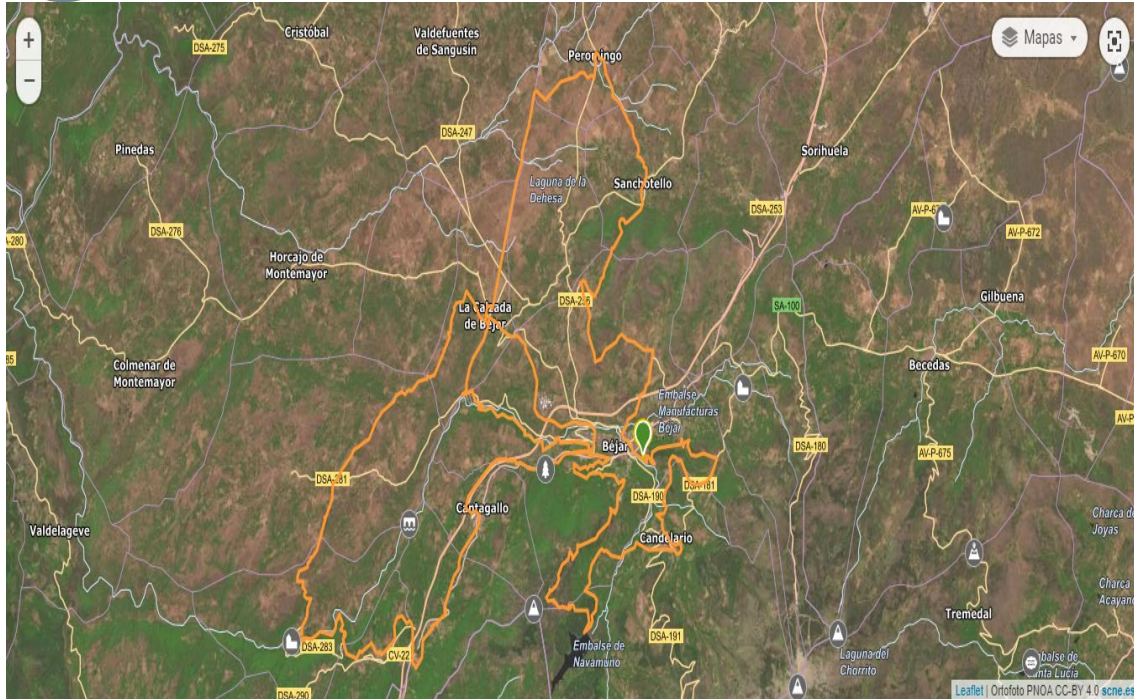 Cristóbal
Valdefuentes
de Sangusín
Mapas
+
−
DSA-275
DSA-247
Pinedas
Sorihuela
Laguna de la
Dehesa
Sanchotello
DSA-253
DSA-276
AV-P-672
Horcajo de
Montemayor
Gilbuena
SA-100
de Béjar
AV-P-670
Colmenar de
Montemayor
Becedas
Embalse
Manufacturas
Béjar
Béjar
DSA-180
AV-P-675
DSA-190
DSA-181
Cantagallo
Valdelageve
Candelario
Charca de
Joyas
Charca
Tremedal
DSA-191
Embalse de
Navamuño
DSA-283
CV-22
Laguna del
Chorrito
DSA-290
Leaflet | Ortofoto PNOA CC-BY 4.0 scne.es